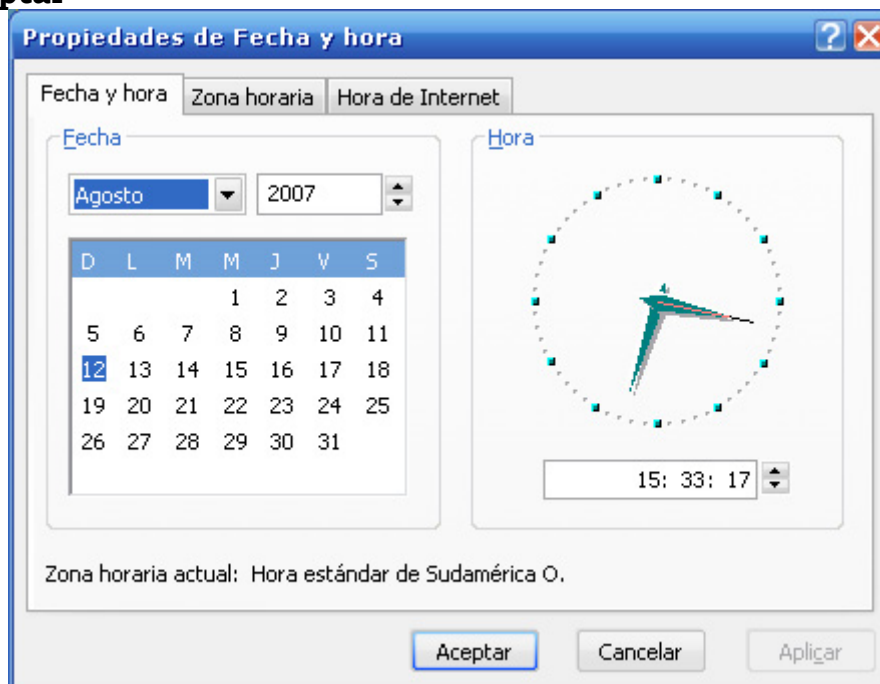 Propiedades de Fecha y hora
Fecha y hora Zona horaria Hora de Internet
Fecha
Agosto 2007
D L M M J V S
1 2 3 4
5 6 7 8 9 10 11
12 13 14 15 16 17 18
19 20 21 22 23 24 25
26 27 28 29 30 31
Hora
15: 33: 17
Zona horaria actual: Hora estándar de Sudamérica O.
Aceptar Cancelar Aplicar